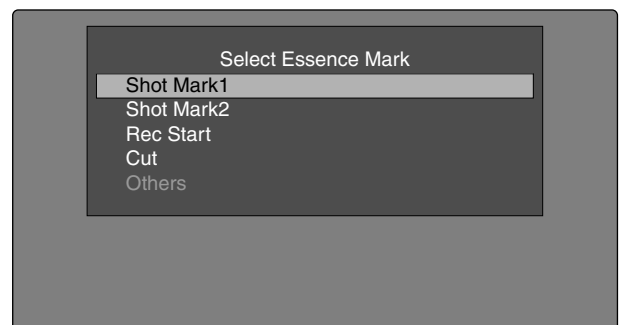 Select Essence Mark
Shot Mark1
Shot Mark2
Rec Start
Cut
Others